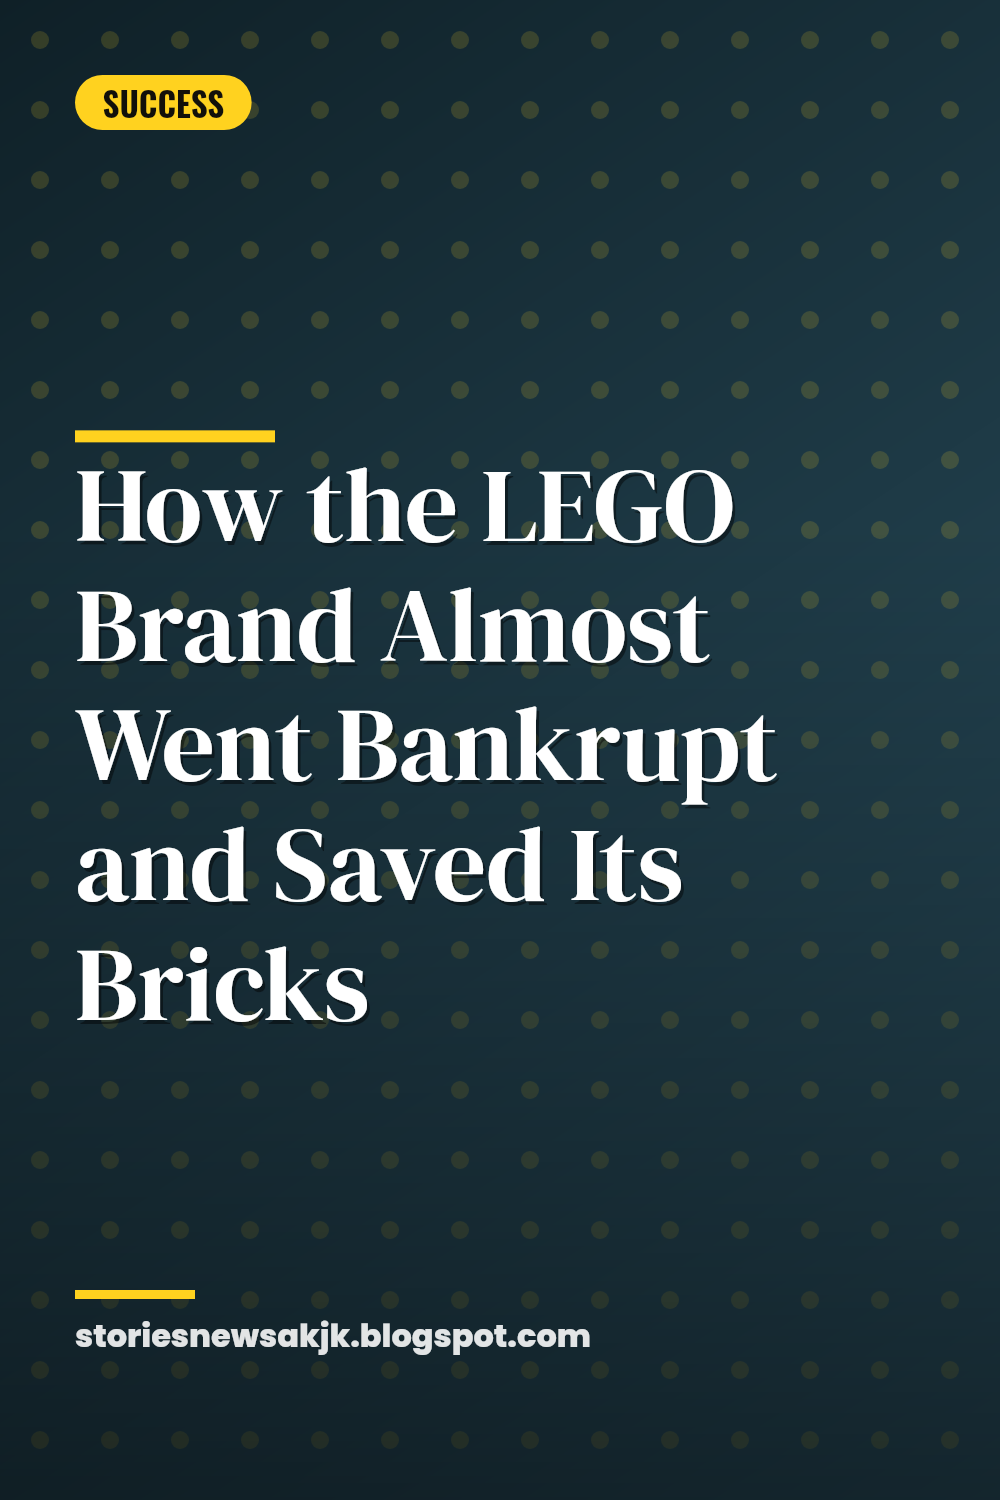 SUCCESS
How the LEGO
Brand Almost
Went Bankrupt
and Saved Its
Bricks
storiesnewsakjk.blogspot.com